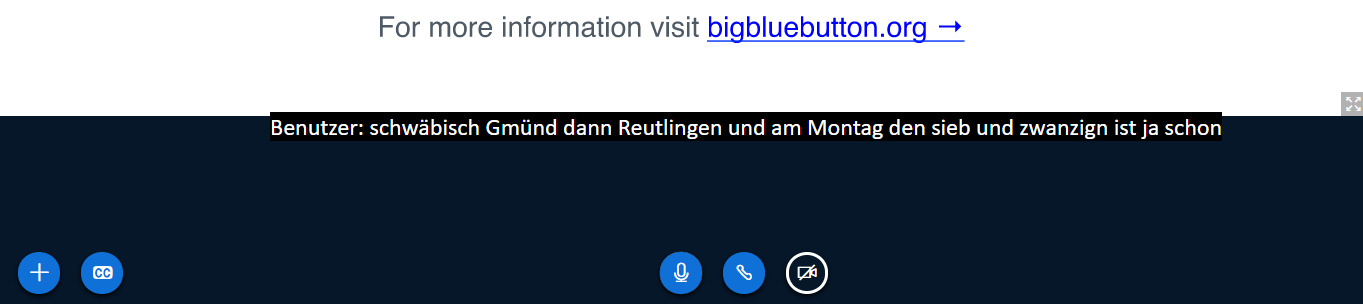 For more information visit bigbluebutton.org →
Benutzer: schwäbisch Gmünd dann Reutlingen und am Montag den sieb und zwanzign ist ja schon
CC